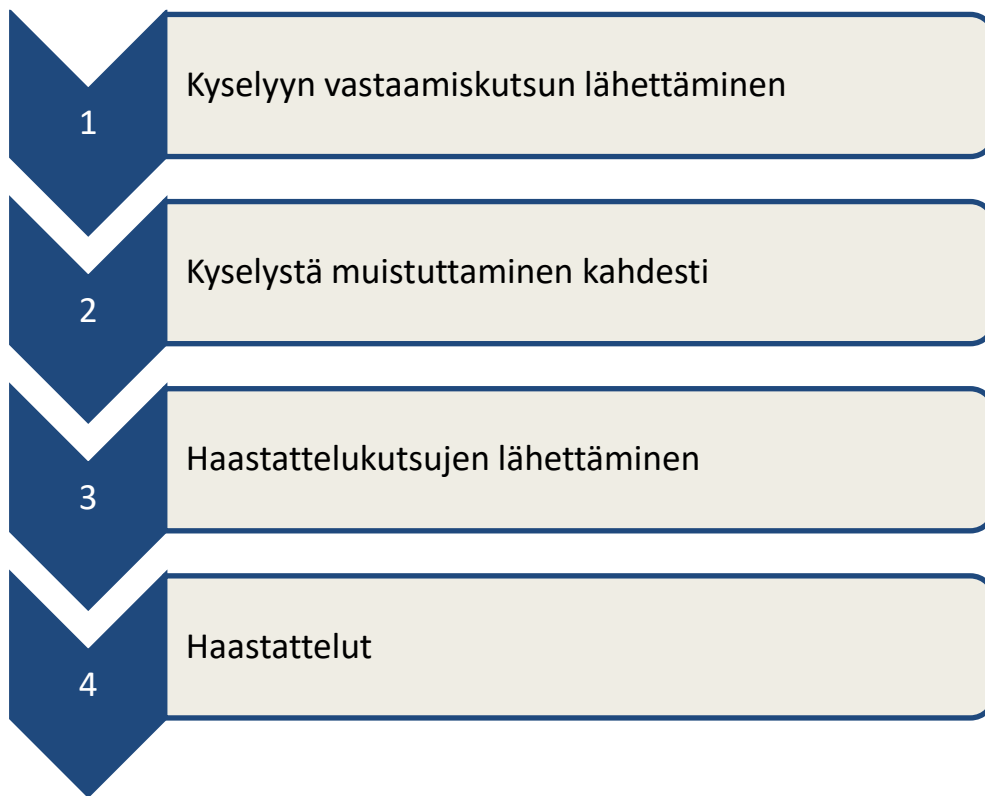 1
Kyselyyn vastaamiskutsun lähettäminen
2
Kyselystä muistuttaminen kahdesti
3
Haastattelukutsujen lähettäminen
4
Haastattelut